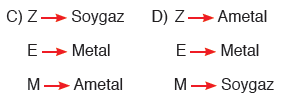 C) Z → Soygaz
E → Metal
M → Ametal
D) Z → Ametal
E → Metal
M → Soygaz